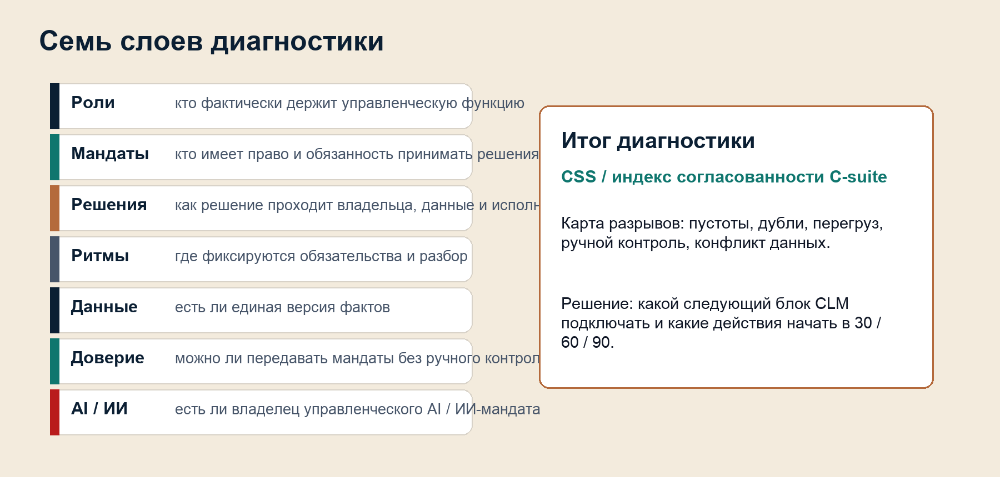 Семь слоев диагностики
Роли кто фактически держит управленческую функцию
Мандаты кто имеет право и обязанность принимать решения
Решения как решение проходит владельца, данные и
Ритмы где фиксируются обязательства и разбор
Данные есть ли единая версия фактов
Доверие можно ли передавать мандаты без ручного
AI / ИИ есть ли владелец управленческого AI / ИИ-мандата
Итог диагностики
CSS / индекс согласованности C-suite
Карта разрывов: пустоты, дубли, перегруз,
ручной контроль, конфликт данных.
Решение: какой следующий блок CLM
подключать и какие действия начать в 30 /
60 / 90.